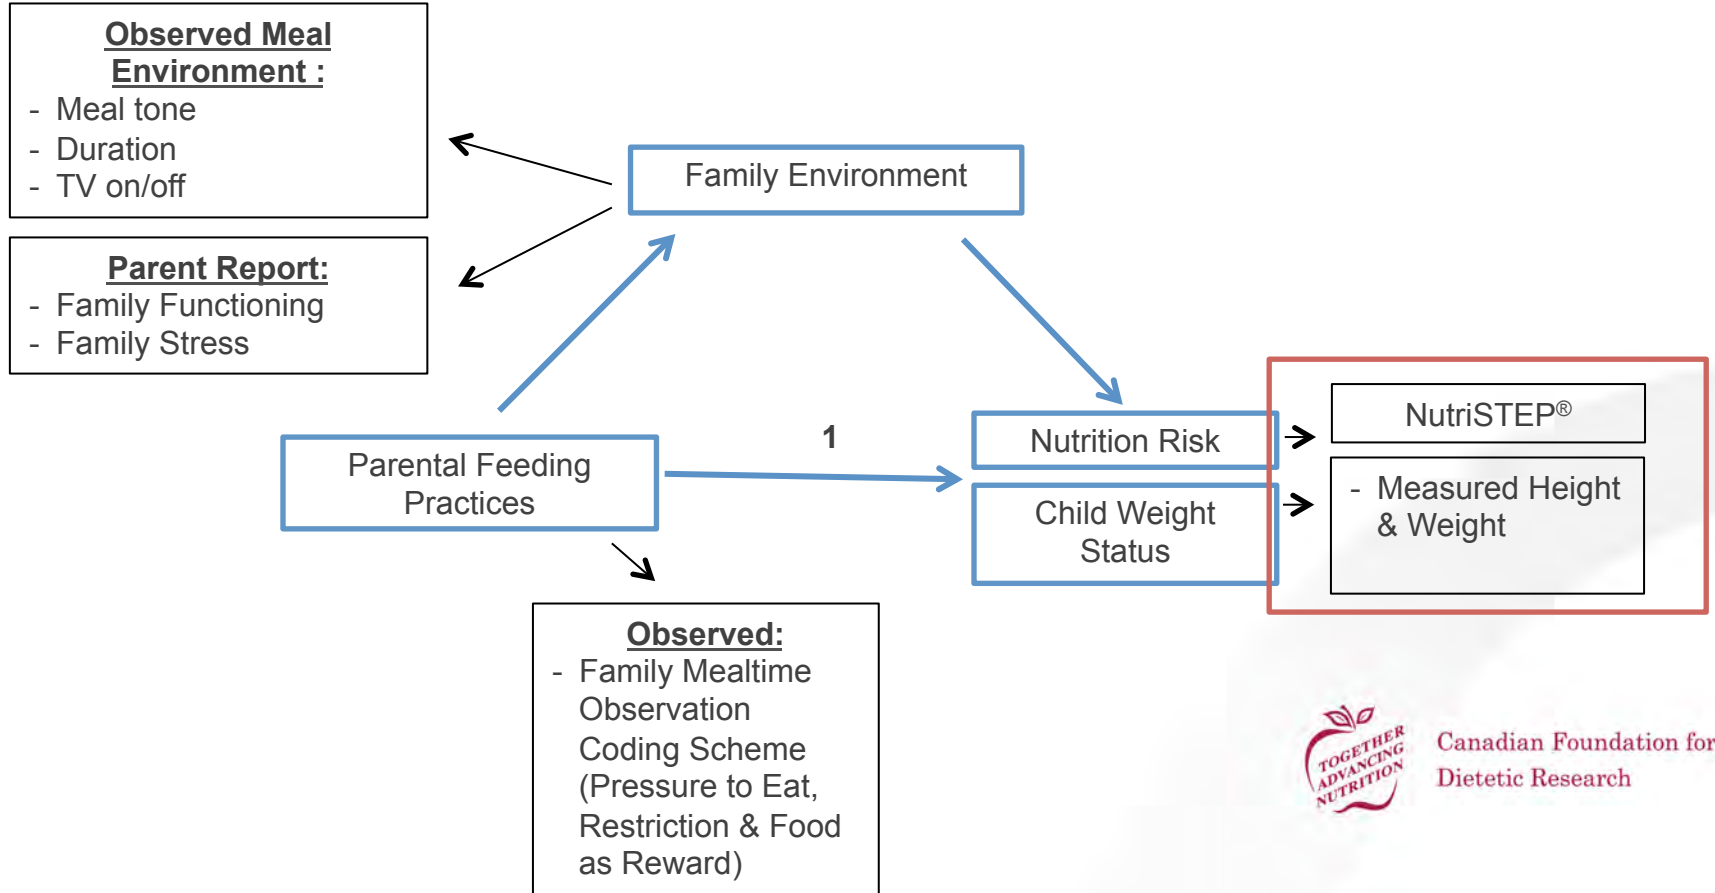 Observed Meal
Environment :
- Meal tone
- Duration
- TV on/off
Family Environment
Parent Report:
- Family Functioning
- Family Stress
1
Parental Feeding
Practices
Nutrition Risk
Child Weight
Status
NutriSTEP®
- Measured Height
& Weight
Observed:
- Family Mealtime
Observation
Coding Scheme
(Pressure to Eat,
Restriction & Food
as Reward)
TOGETHER
ADVANCING
NUTRITION
Canadian Foundation for
Dietetic Research